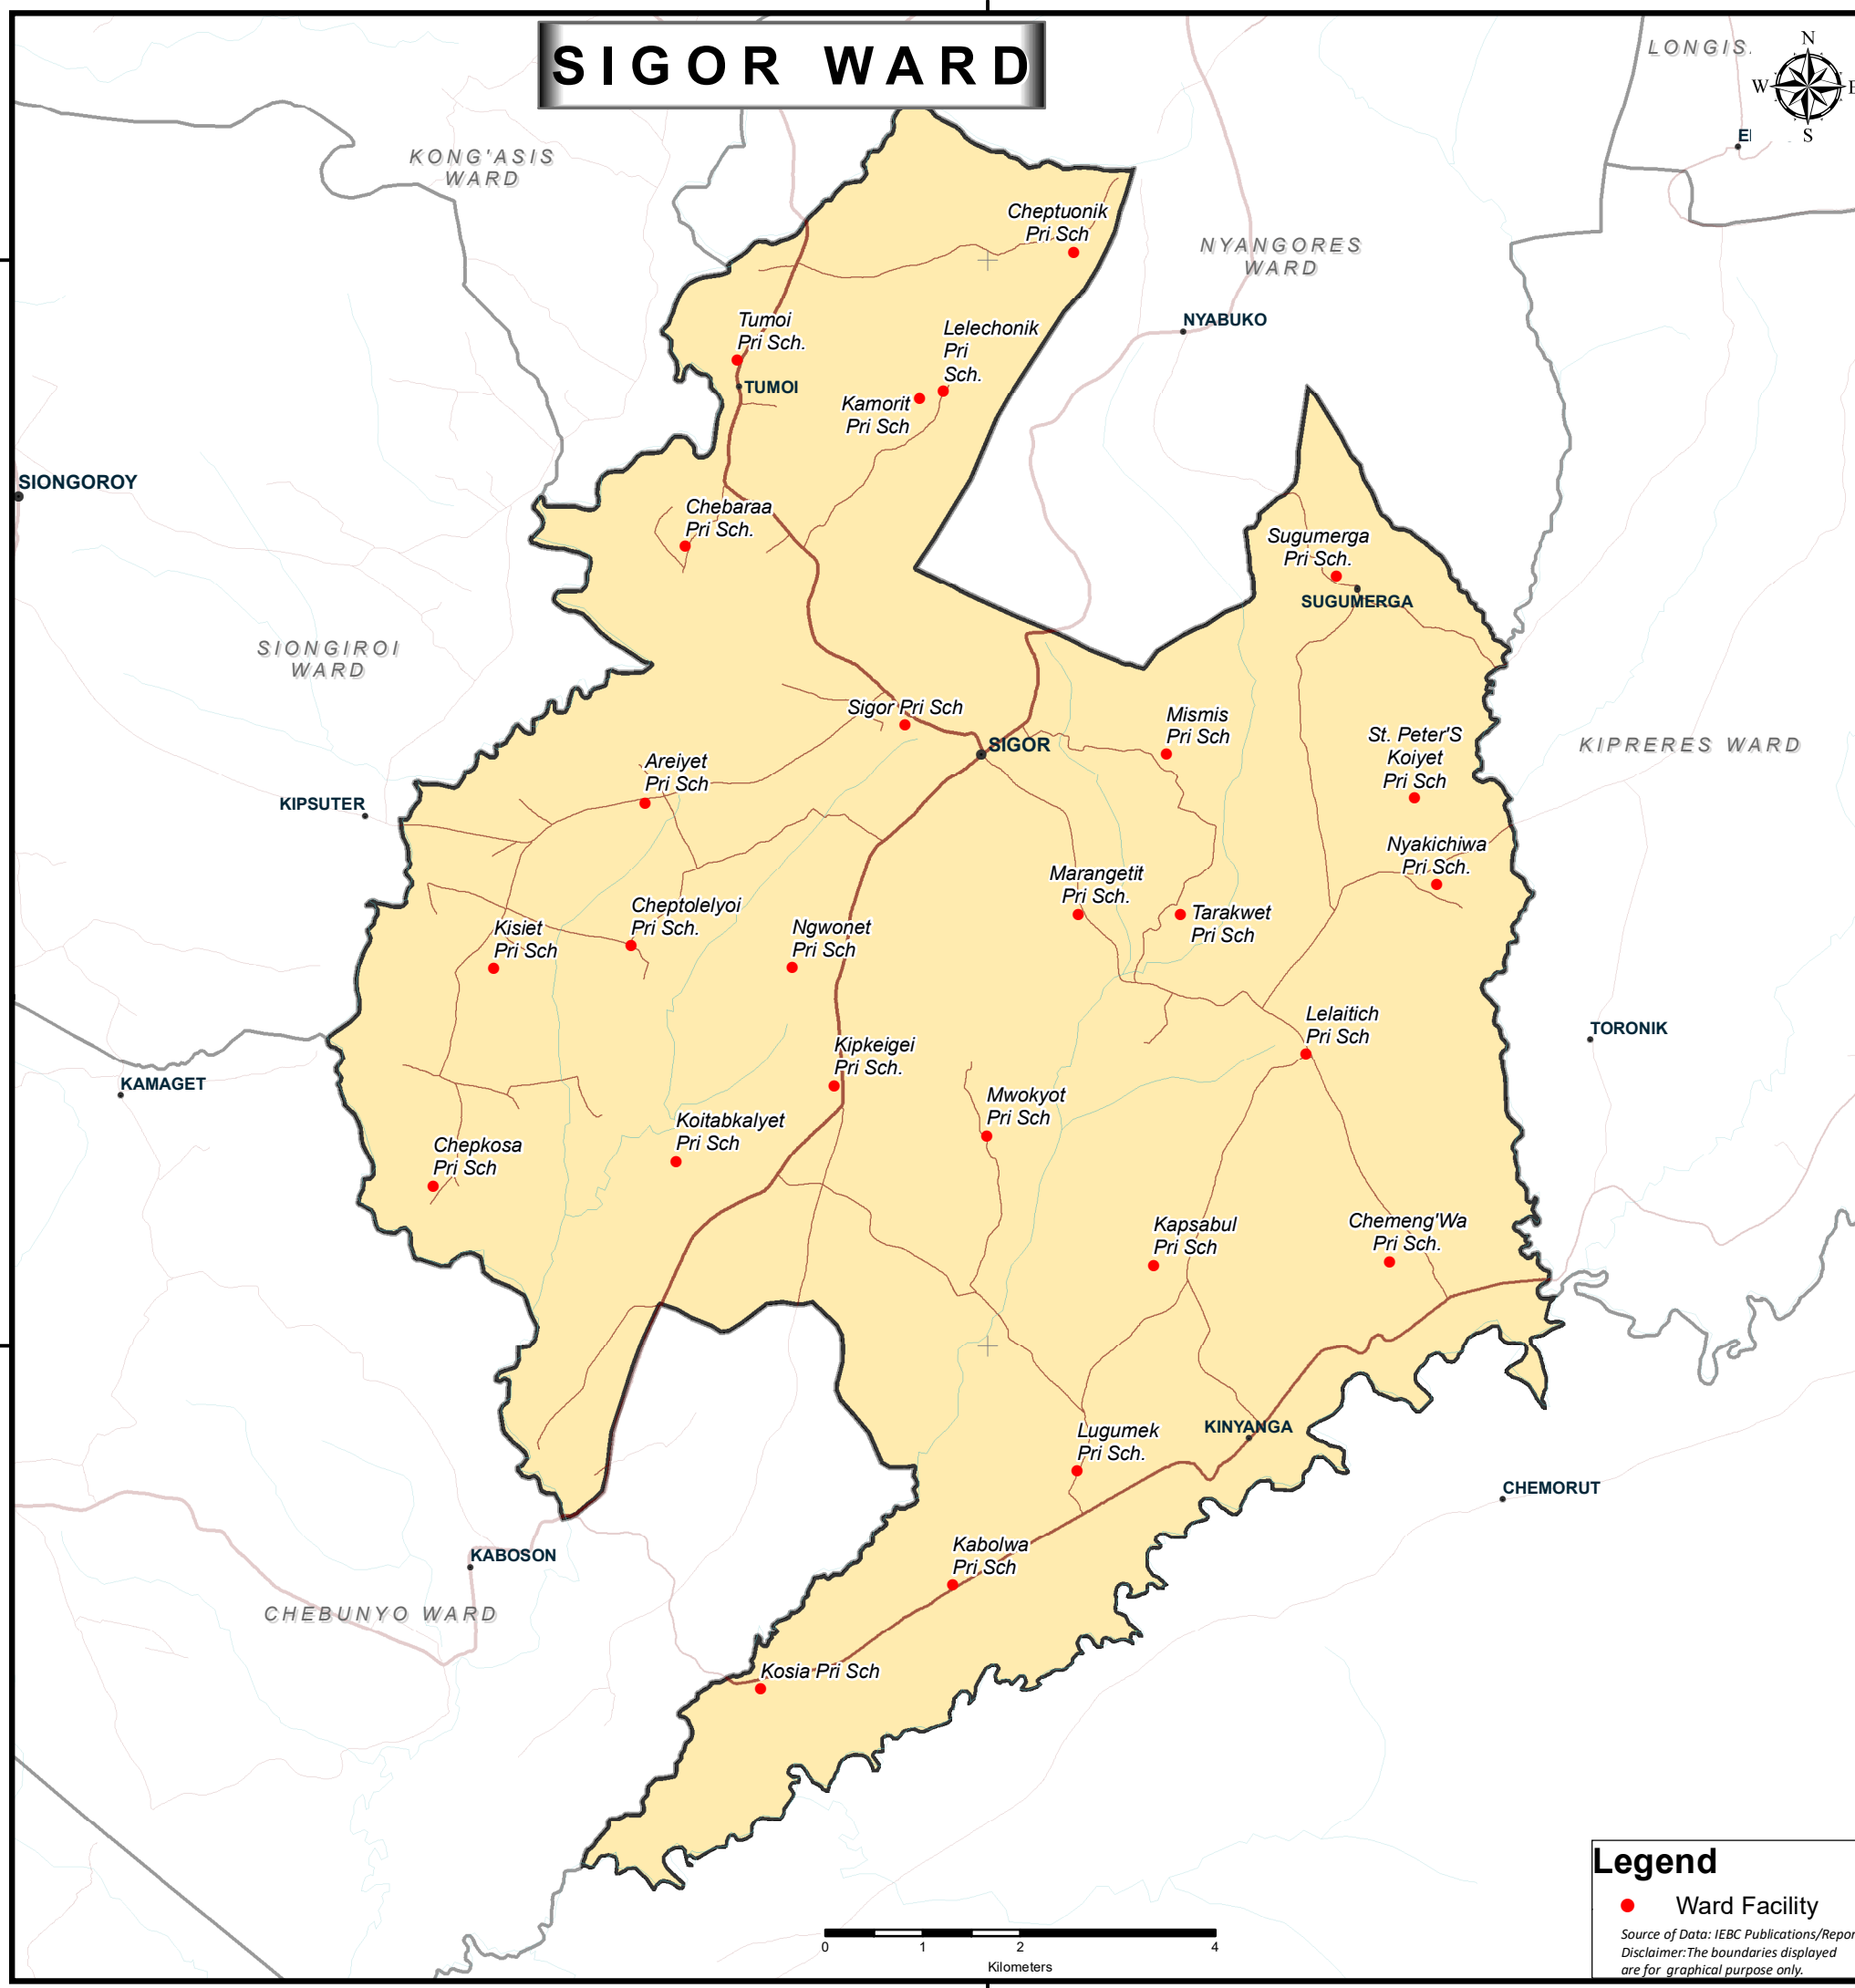 SIGOR WARD
LONGIS
N
W
E
S
E
KONG'ASIS
WARD
Cheptuonik
Pri Sch
NYANGORES
WARD
NYABUKO
Tumoi
Pri Sch.
TUMOI
Lelechonik
Pri
Sch.
Kamorit
Pri Sch
SIONGOROY
Chebaraa
Pri Sch.
Sugumerga
Pri Sch.
SUGUMERGA
SIONGIROI
WARD
Sigor Pri Sch
SIGOR
Mismis
Pri Sch
St. Peter'S
Koiyet
Pri Sch
KIPRERES WARD
Areiyet
Pri Sch
KIPSUTER
Nyakichiwa
Pri Sch.
Marangetit
Pri Sch.
Tarakwet
Pri Sch
Cheptolelyoi
Pri Sch.
Kisiet
Pri Sch
Ngwonet
Pri Sch
Lelaitich
Pri Sch
TORONIK
Kipkeigei
Pri Sch.
KAMAGET
Mwokyot
Pri Sch
Koitabkalyet
Pri Sch
Chepkosa
Pri Sch
Kapsabul
Pri Sch
Chemeng'Wa
Pri Sch.
Lugumek
Pri Sch.
KINYANGA
CHEMORUT
KABOSON
Kabolwa
Pri Sch
CHEBUNYO WARD
Kosia Pri Sch
Legend
Ward Facility
Source of Data: IEBC Publications/Repor
Disclaimer:The boundaries displayed
are for graphical purpose only.
0 1 2 4
Kilometers